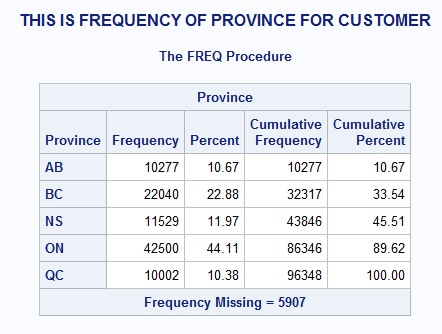 THIS IS FREQUENCY OF PROVINCE FOR CUSTOMER
The FREQ Procedure
Province
Province Frequency Percent Cumulative Frequency Cumulative Percent
AB 10277 10.67 10277 10.67
BC 22040 22.88 32317 33.54
NS 11529 11.97 43846 45.51
ON 42500 44.11 86346 89.62
QC 10002 10.38 96348 100.00
Frequency Missing = 5907